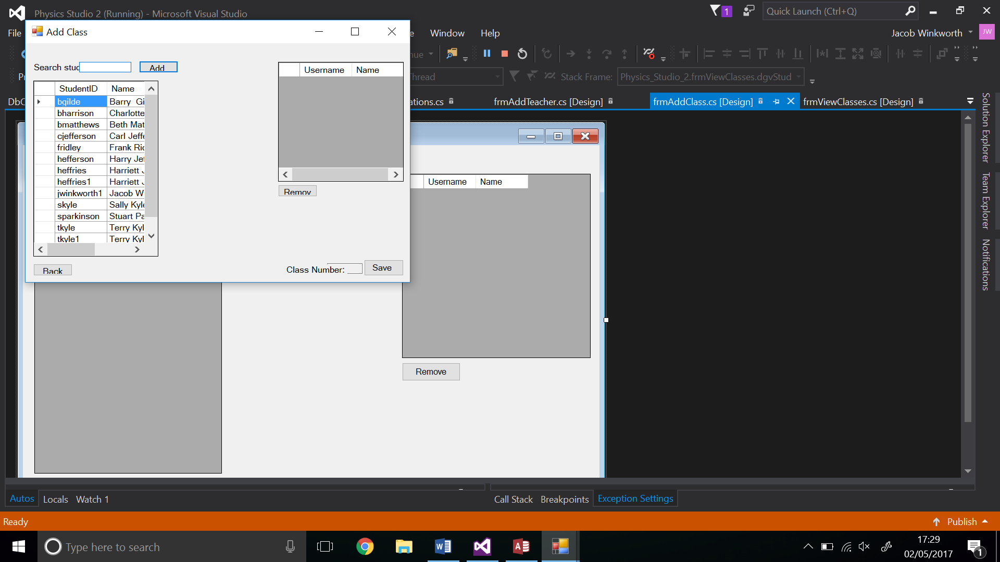 Physics Studio 2 (Running) - Microsoft Visual Studio
1
Quick Launch (Ctrl+Q)
File
Window
Help
Jacob Winkworth
JW
Add Class
Search stud
Add
Username Name
StudentID Name
bgilde Barry Gi
bharrison Charlotte
bmatthews Beth Mat
cjefferson Carl Jeffe
fridley Frank Ric
hefferson Harry Jef
heffries Harriett J
heffries1 Harriett J
jwinkworth1 Jacob W
skyle Sally Kyle
sparkinson Stuart Pa
tkyle Terry Kyl
tkyle1 Terry Kyl
Remov
Back
Class Number:
Save
nue
Pr
hread
Stack Frame:
Physics_Studio_2.frmViewClasses.dgvStud
DbC
ations.cs
frmAddTeacher.cs [Design]
frmAddClass.cs [Design]
frmViewClasses.cs [Design]
Username Name
Remove
Solution Explorer
Team Explorer
Notifications
Autos
Locals
Watch 1
Call Stack
Breakpoints
Exception Settings
Ready
Publish
Type here to search
17:29
02/05/2017
1